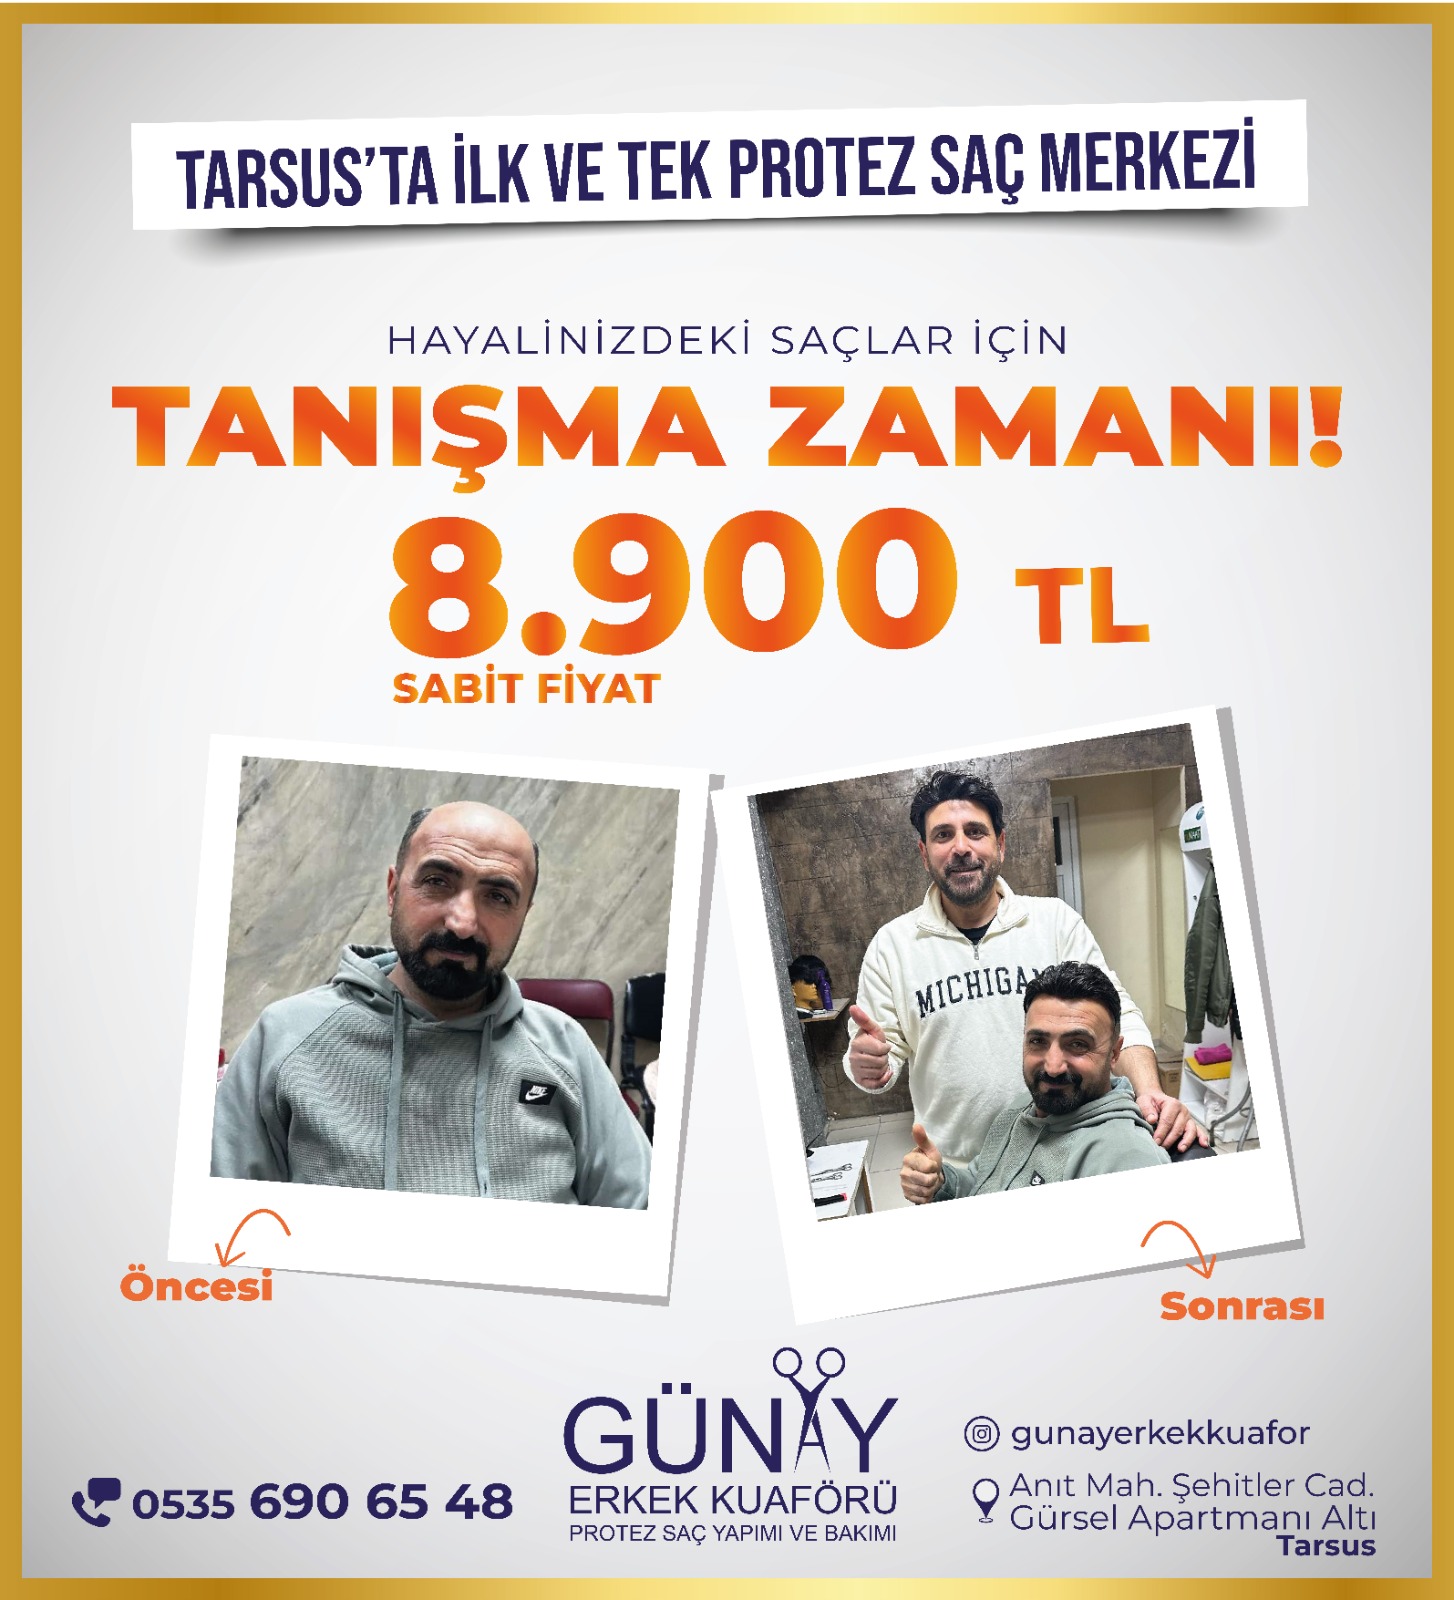 TARSUS'TA İLK VE TEK PROTEZ SAÇ MERKEZİ
HAYALİNİZDEKİ SAÇLAR İÇİN
TANIŞMA ZAMANI!
8.900 TL
SABİT FİYAT
NIKE
MICHIGA
Öncesi
Sonrası
GÜNAY
ERKEK KUAFÖRÜ
PROTEZ SAÇ YAPIMI VE BAKIMI
0535 690 65 48
gunayerkekkuafor
Anıt Mah. Şehitler Cad.
Gürsel Apartmanı Altı
Tarsus